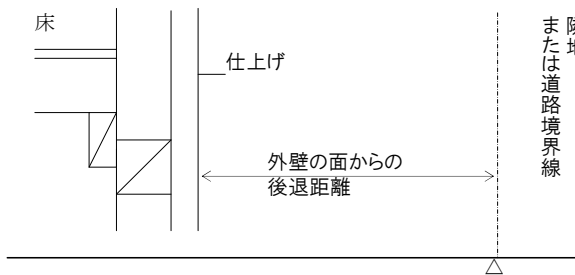 床
仕上げ
外壁の面からの
後退距離
隣地
または道路境界線